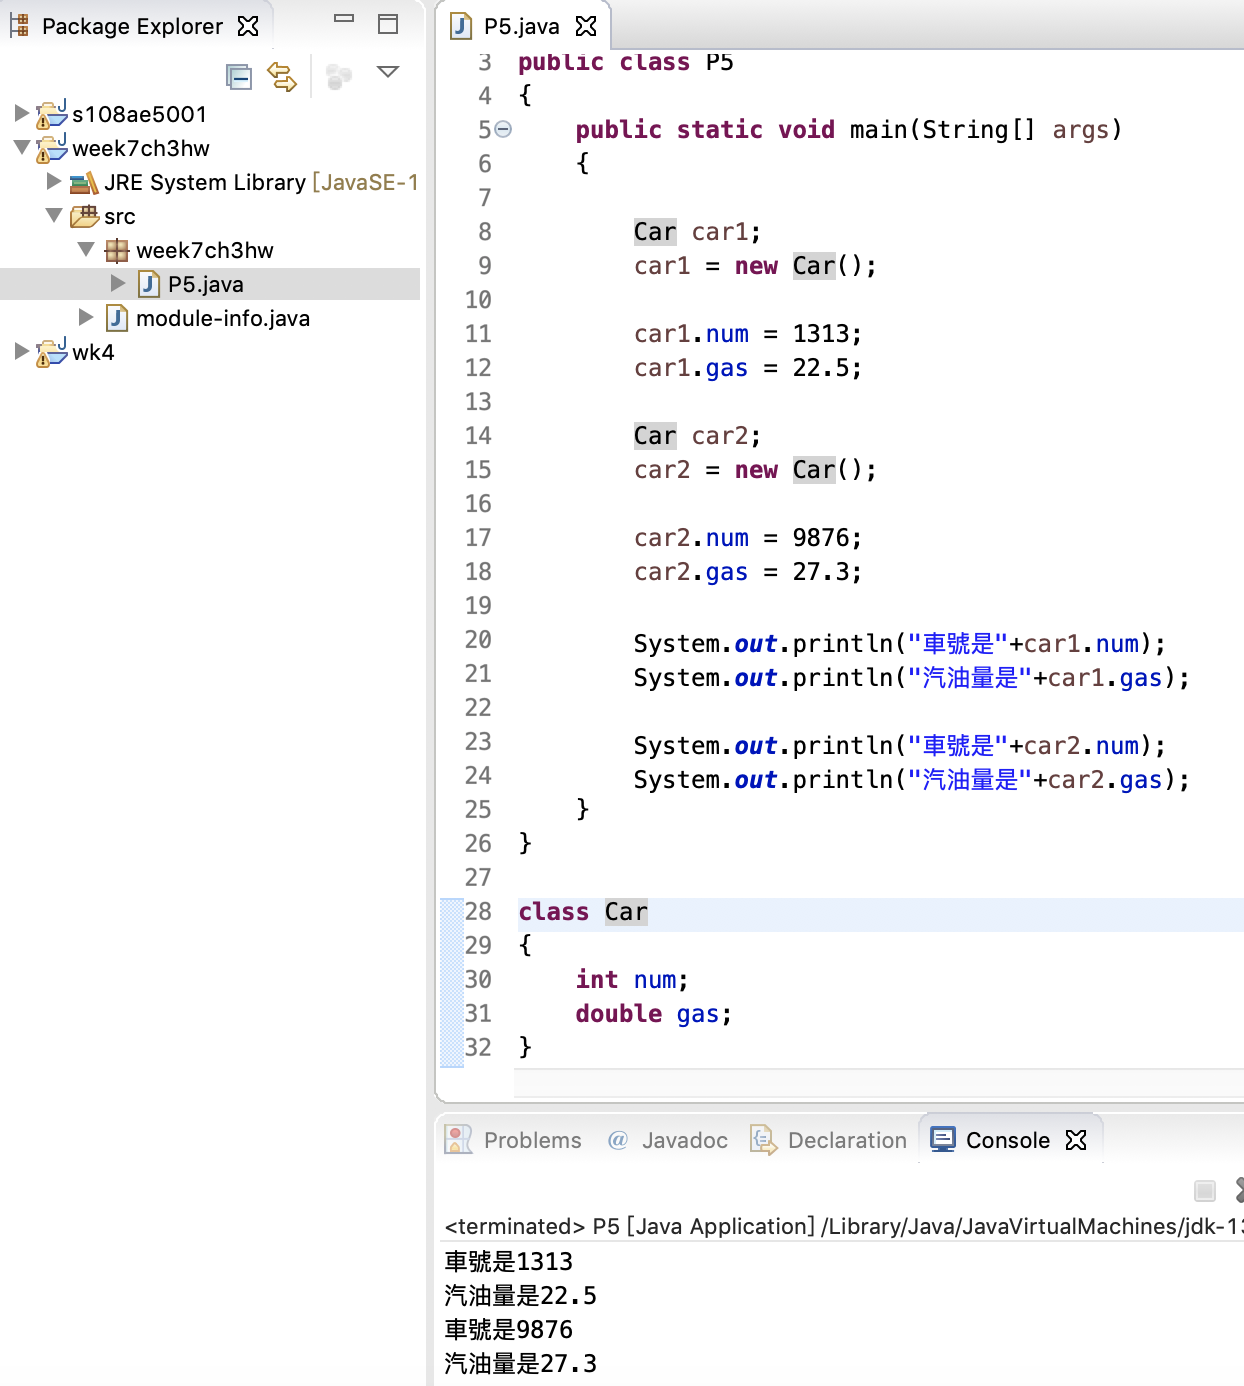 Package Explorer
s108ae5001
week7ch3hw
JRE System Library [JavaSE-1
src
week7ch3hw
P5.java
module-info.java
wk4
P5.java
3 public class P5
4 {
5     public static void main(String[] args)
6     {
7
8         Car car1;
9         car1 = new Car();
10
11         car1.num = 1313;
12         car1.gas = 22.5;
13
14         Car car2;
15         car2 = new Car();
16
17         car2.num = 9876;
18         car2.gas = 27.3;
19
20         System.out.println("車號是"+car1.num);
21         System.out.println("汽油量是"+car1.gas);
22
23         System.out.println("車號是"+car2.num);
24         System.out.println("汽油量是"+car2.gas);
25     }
26 }
27
28 class Car
29 {
30     int num;
31     double gas;
32 }
Problems @ Javadoc Declaration Console
<terminated> P5 [Java Application] /Library/Java/JavaVirtualMachines/jdk-13
車號是1313
汽油量是22.5
車號是9876
汽油量是27.3